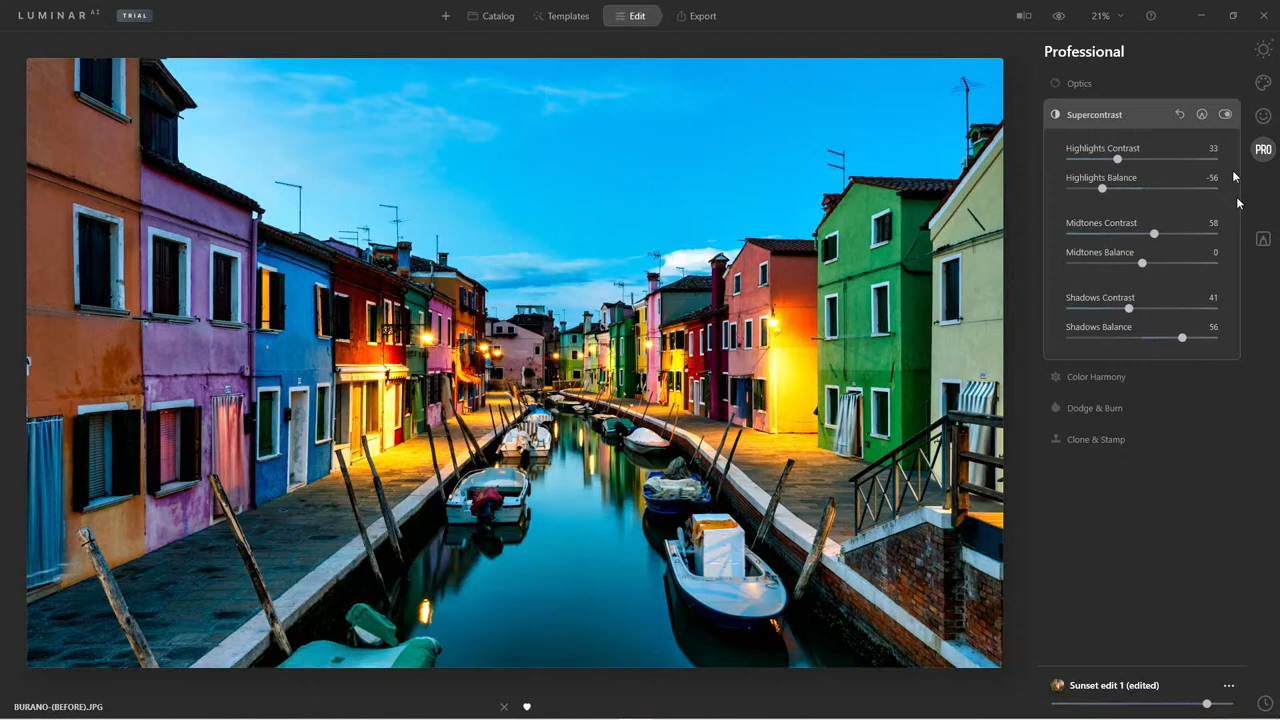 LUMINAR AI TRIAL
Catalog Templates Edit Export 21%
Professional
Optics
Supercontrast
Highlights Contrast 33
Highlights Balance -56
PRO
Midtones Contrast 58
Midtones Balance 0
Shadows Contrast 41
Shadows Balance 56
Color Harmony
Dodge & Burn
Clone & Stamp
Sunset edit 1 (edited)
BURANO-(BEFORE).JPG